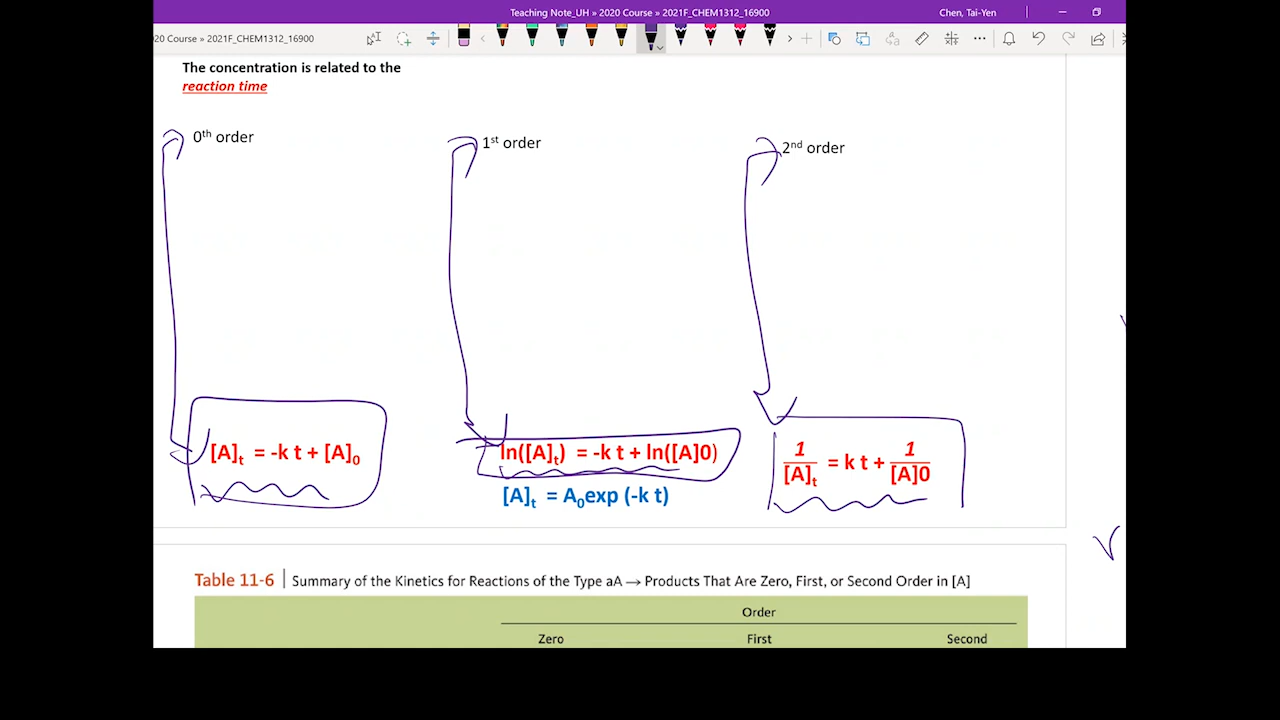 Teaching Note_UH » 2020 Course » 2021F_CHEM1312_16900
Chen, Tai-Yen
20 Course » 2021F_CHEM1312_16900
The concentration is related to the
reaction time
0th order
1st order
2nd order
[A]t = -k t + [A]0
ln([A]t) = -k t + ln([A]0)
[A]t = A0exp (-k t)
1/[A]t = k t + 1/[A]0
Table 11-6 | Summary of the Kinetics for Reactions of the Type aA → Products That Are Zero, First, or Second Order in [A]
Order
Zero First Second